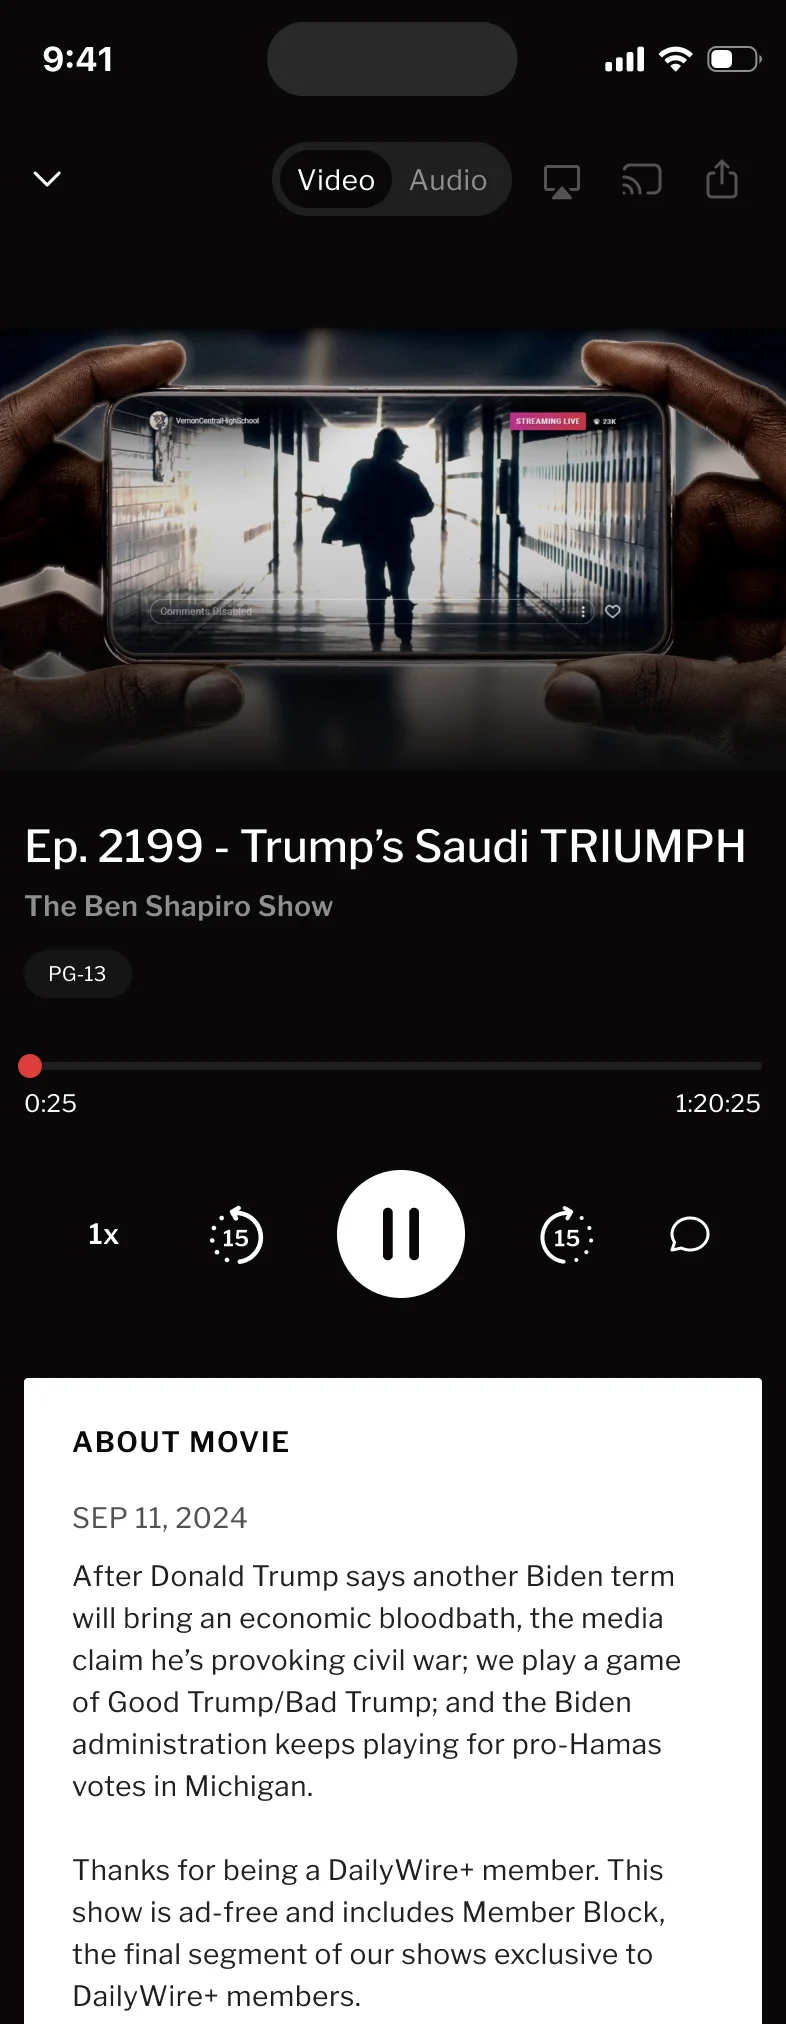 9:41
Video Audio
VernonCentralHighSchool STREAMING LIVE 23K
Comments Disabled
Ep. 2199 - Trump’s Saudi TRIUMPH
The Ben Shapiro Show
PG-13
0:25 1:20:25
1x 15 15
ABOUT MOVIE
SEP 11, 2024
After Donald Trump says another Biden term
will bring an economic bloodbath, the media
claim he’s provoking civil war; we play a game
of Good Trump/Bad Trump; and the Biden
administration keeps playing for pro-Hamas
votes in Michigan.
Thanks for being a DailyWire+ member. This
show is ad-free and includes Member Block,
the final segment of our shows exclusive to
DailyWire+ members.